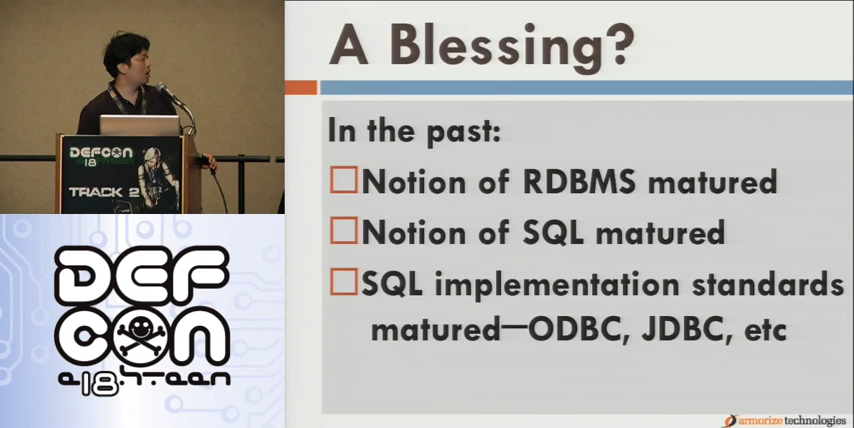 A Blessing?
In the past:
Notion of RDBMS matured
Notion of SQL matured
SQL implementation standards
matured—ODBC, JDBC, etc
armorize technologies
DEFCON
18
TRACK 2
DEF
CON
e18hteen